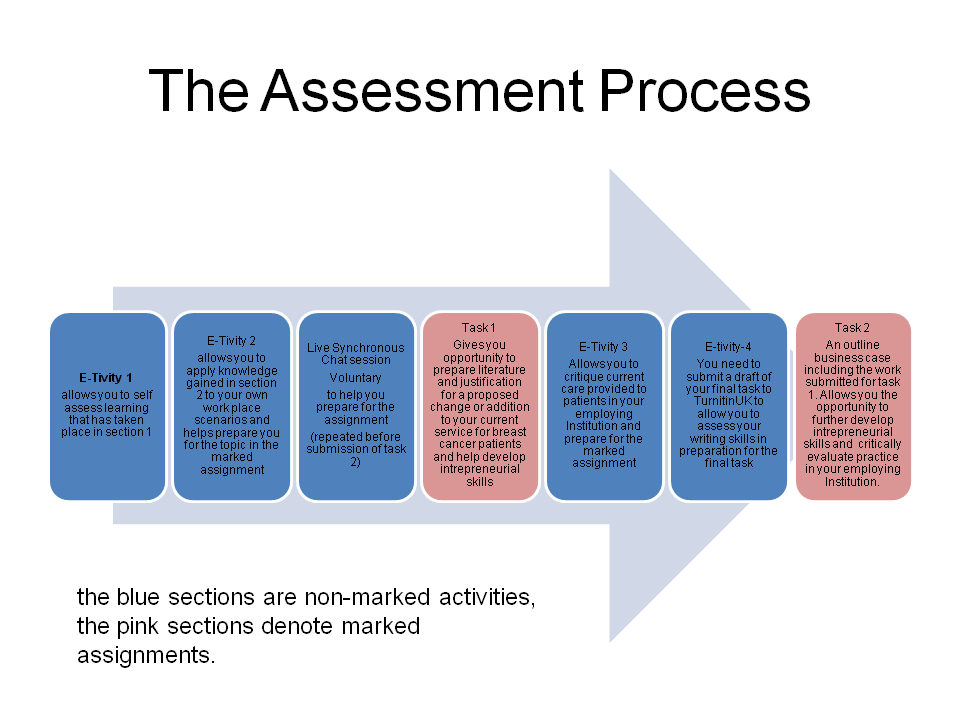 The Assessment Process
E-Tivity 1
allows you to self
assess learning
that has taken
place in section 1
E-Tivity 2
allows you to
apply knowledge
gained in section
2 to your own
work place
scenarios and
helps prepare you
for the topic in the
marked
assignment
Live Synchronous
Chat session
Voluntary
to help you
prepare for the
assignment
(repeated before
submission of task
2)
Task 1
Gives you
opportunity to
prepare literature
and justification
for a proposed
change or addition
to your current
service for breast
cancer patients
and help develop
intrepreneurial
skills
E-Tivity 3
Allows you to
critique current
care provided to
patients in your
employing
Institution and
prepare for the
marked
assignment
E-tivity-4
You need to
submit a draft of
your final task to
TurnitinUK to
allow you to
assess your
writing skills in
preparation for the
final task
Task 2
An outline
business case
including the work
submitted for task
1. Allows you the
opportunity to
further develop
intrepreneurial
skills and critically
evaluate practice
in your employing
Institution.
the blue sections are non-marked activities,
the pink sections denote marked
assignments.